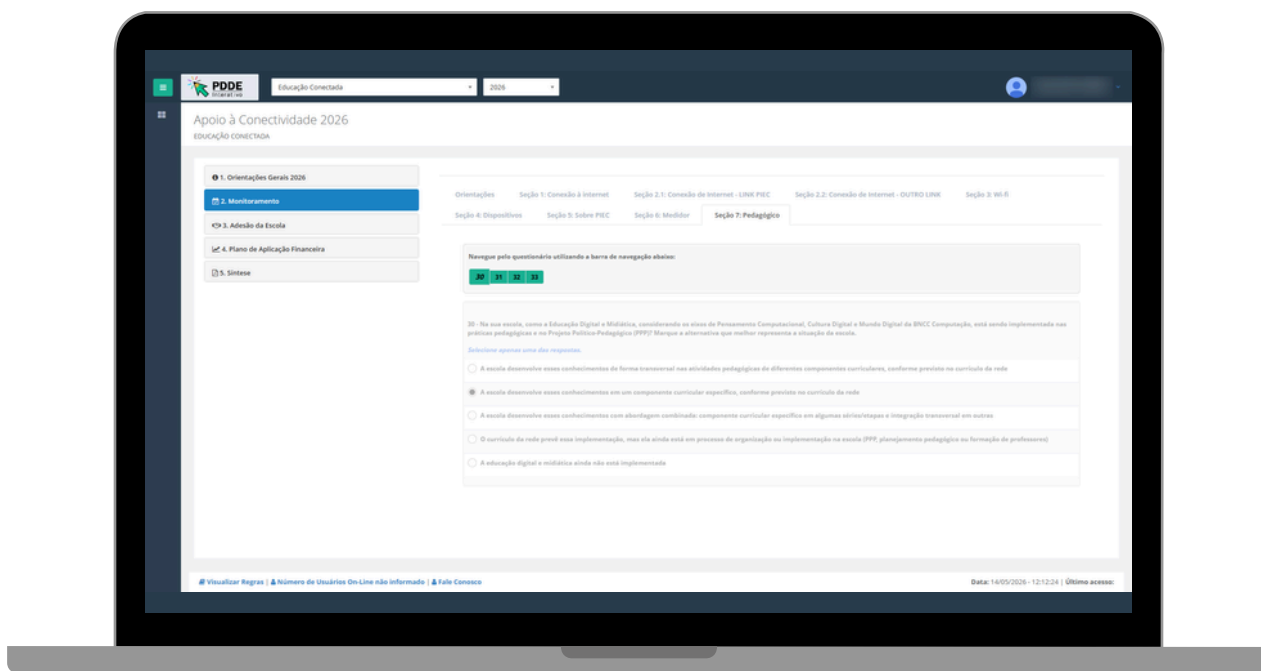 PDDE
Interativo
Educação Conectada
2026
Apoio à Conectividade 2026
EDUCAÇÃO CONECTADA
1. Orientações Gerais 2026
2. Monitoramento
3. Adesão da Escola
4. Plano de Aplicação Financeira
5. Síntese
Orientações Seção 1: Conexão à internet Seção 2.1: Conexão de Internet - LINK PIEC Seção 2.2: Conexão de Internet - OUTRO LINK Seção 3: Wi-fi
Seção 4: Dispositivos Seção 5: Sobre PIEC Seção 6: Medidor Seção 7: Pedagógico
Navegue pelo questionário utilizando a barra de navegação abaixo:
30 31 32 33
30 - Na sua escola, como a Educação Digital e Midiática, considerando os eixos de Pensamento Computacional, Cultura Digital e Mundo Digital da BNCC Computação, está sendo implementada nas
práticas pedagógicas e no Projeto Político-Pedagógico (PPP)? Marque a alternativa que melhor representa a situação da escola.
Selecione apenas uma das respostas.
A escola desenvolve esses conhecimentos de forma transversal nas atividades pedagógicas de diferentes componentes curriculares, conforme previsto no currículo da rede
A escola desenvolve esses conhecimentos em um componente curricular específico, conforme previsto no currículo da rede
A escola desenvolve esses conhecimentos com abordagem combinada: componente curricular específico em algumas séries/etapas e integração transversal em outras
O currículo da rede prevê essa implementação, mas ela ainda está em processo de organização ou implementação na escola (PPP, planejamento pedagógico ou formação de professores)
A educação digital e midiática ainda não está implementada
Visualizar Regras | Número de Usuários On-Line não informado | Fale Conosco
Data: 14/05/2026 - 12:12:24 | Último acesso: